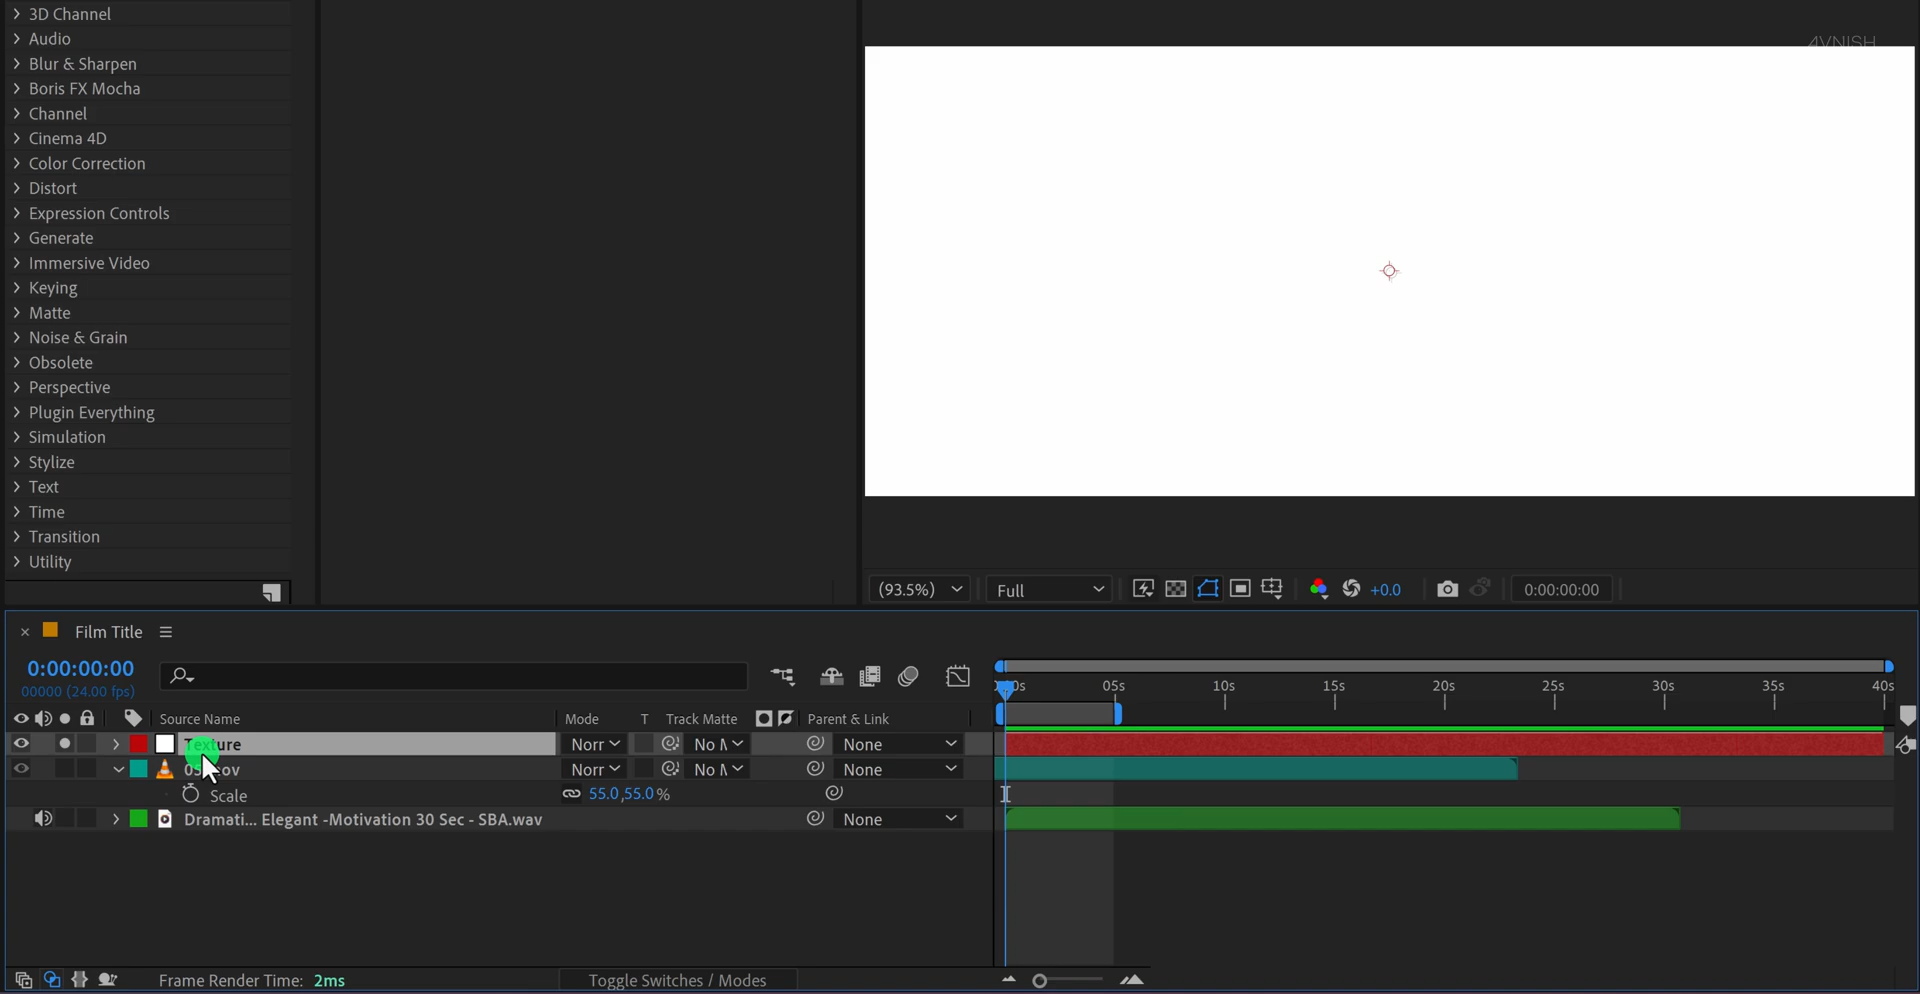 3D Channel
Audio
Blur & Sharpen
Boris FX Mocha
Channel
Cinema 4D
Color Correction
Distort
Expression Controls
Generate
Immersive Video
Keying
Matte
Noise & Grain
Obsolete
Perspective
Plugin Everything
Simulation
Stylize
Text
Time
Transition
Utility
4VNISH
(93.5%)
Full
+0.0
0:00:00:00
Film Title
0:00:00:00
00000 (24.00 fps)
05s
10s
15s
20s
25s
30s
35s
40s
Source Name
Mode
T
Track Matte
Parent & Link
Texture
Norr
No M
None
Norr
No M
None
Scale
55.0,55.0%
Dramati... Elegant -Motivation 30 Sec - SBA.wav
None
Frame Render Time: 2ms
Toggle Switches / Modes